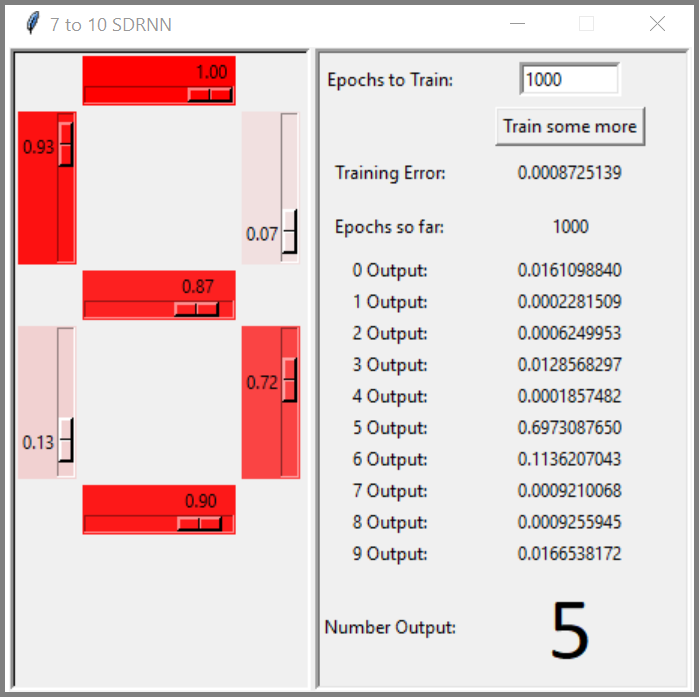 7 to 10 SDRNN
1.00
0.93
0.07
0.87
0.13
0.72
0.90
Epochs to Train: 1000
Train some more
Training Error: 0.0008725139
Epochs so far: 1000
0 Output: 0.0161098840
1 Output: 0.0002281509
2 Output: 0.0006249953
3 Output: 0.0128568297
4 Output: 0.0001857482
5 Output: 0.6973087650
6 Output: 0.1136207043
7 Output: 0.0009210068
8 Output: 0.0009255945
9 Output: 0.0166538172
Number Output: 5